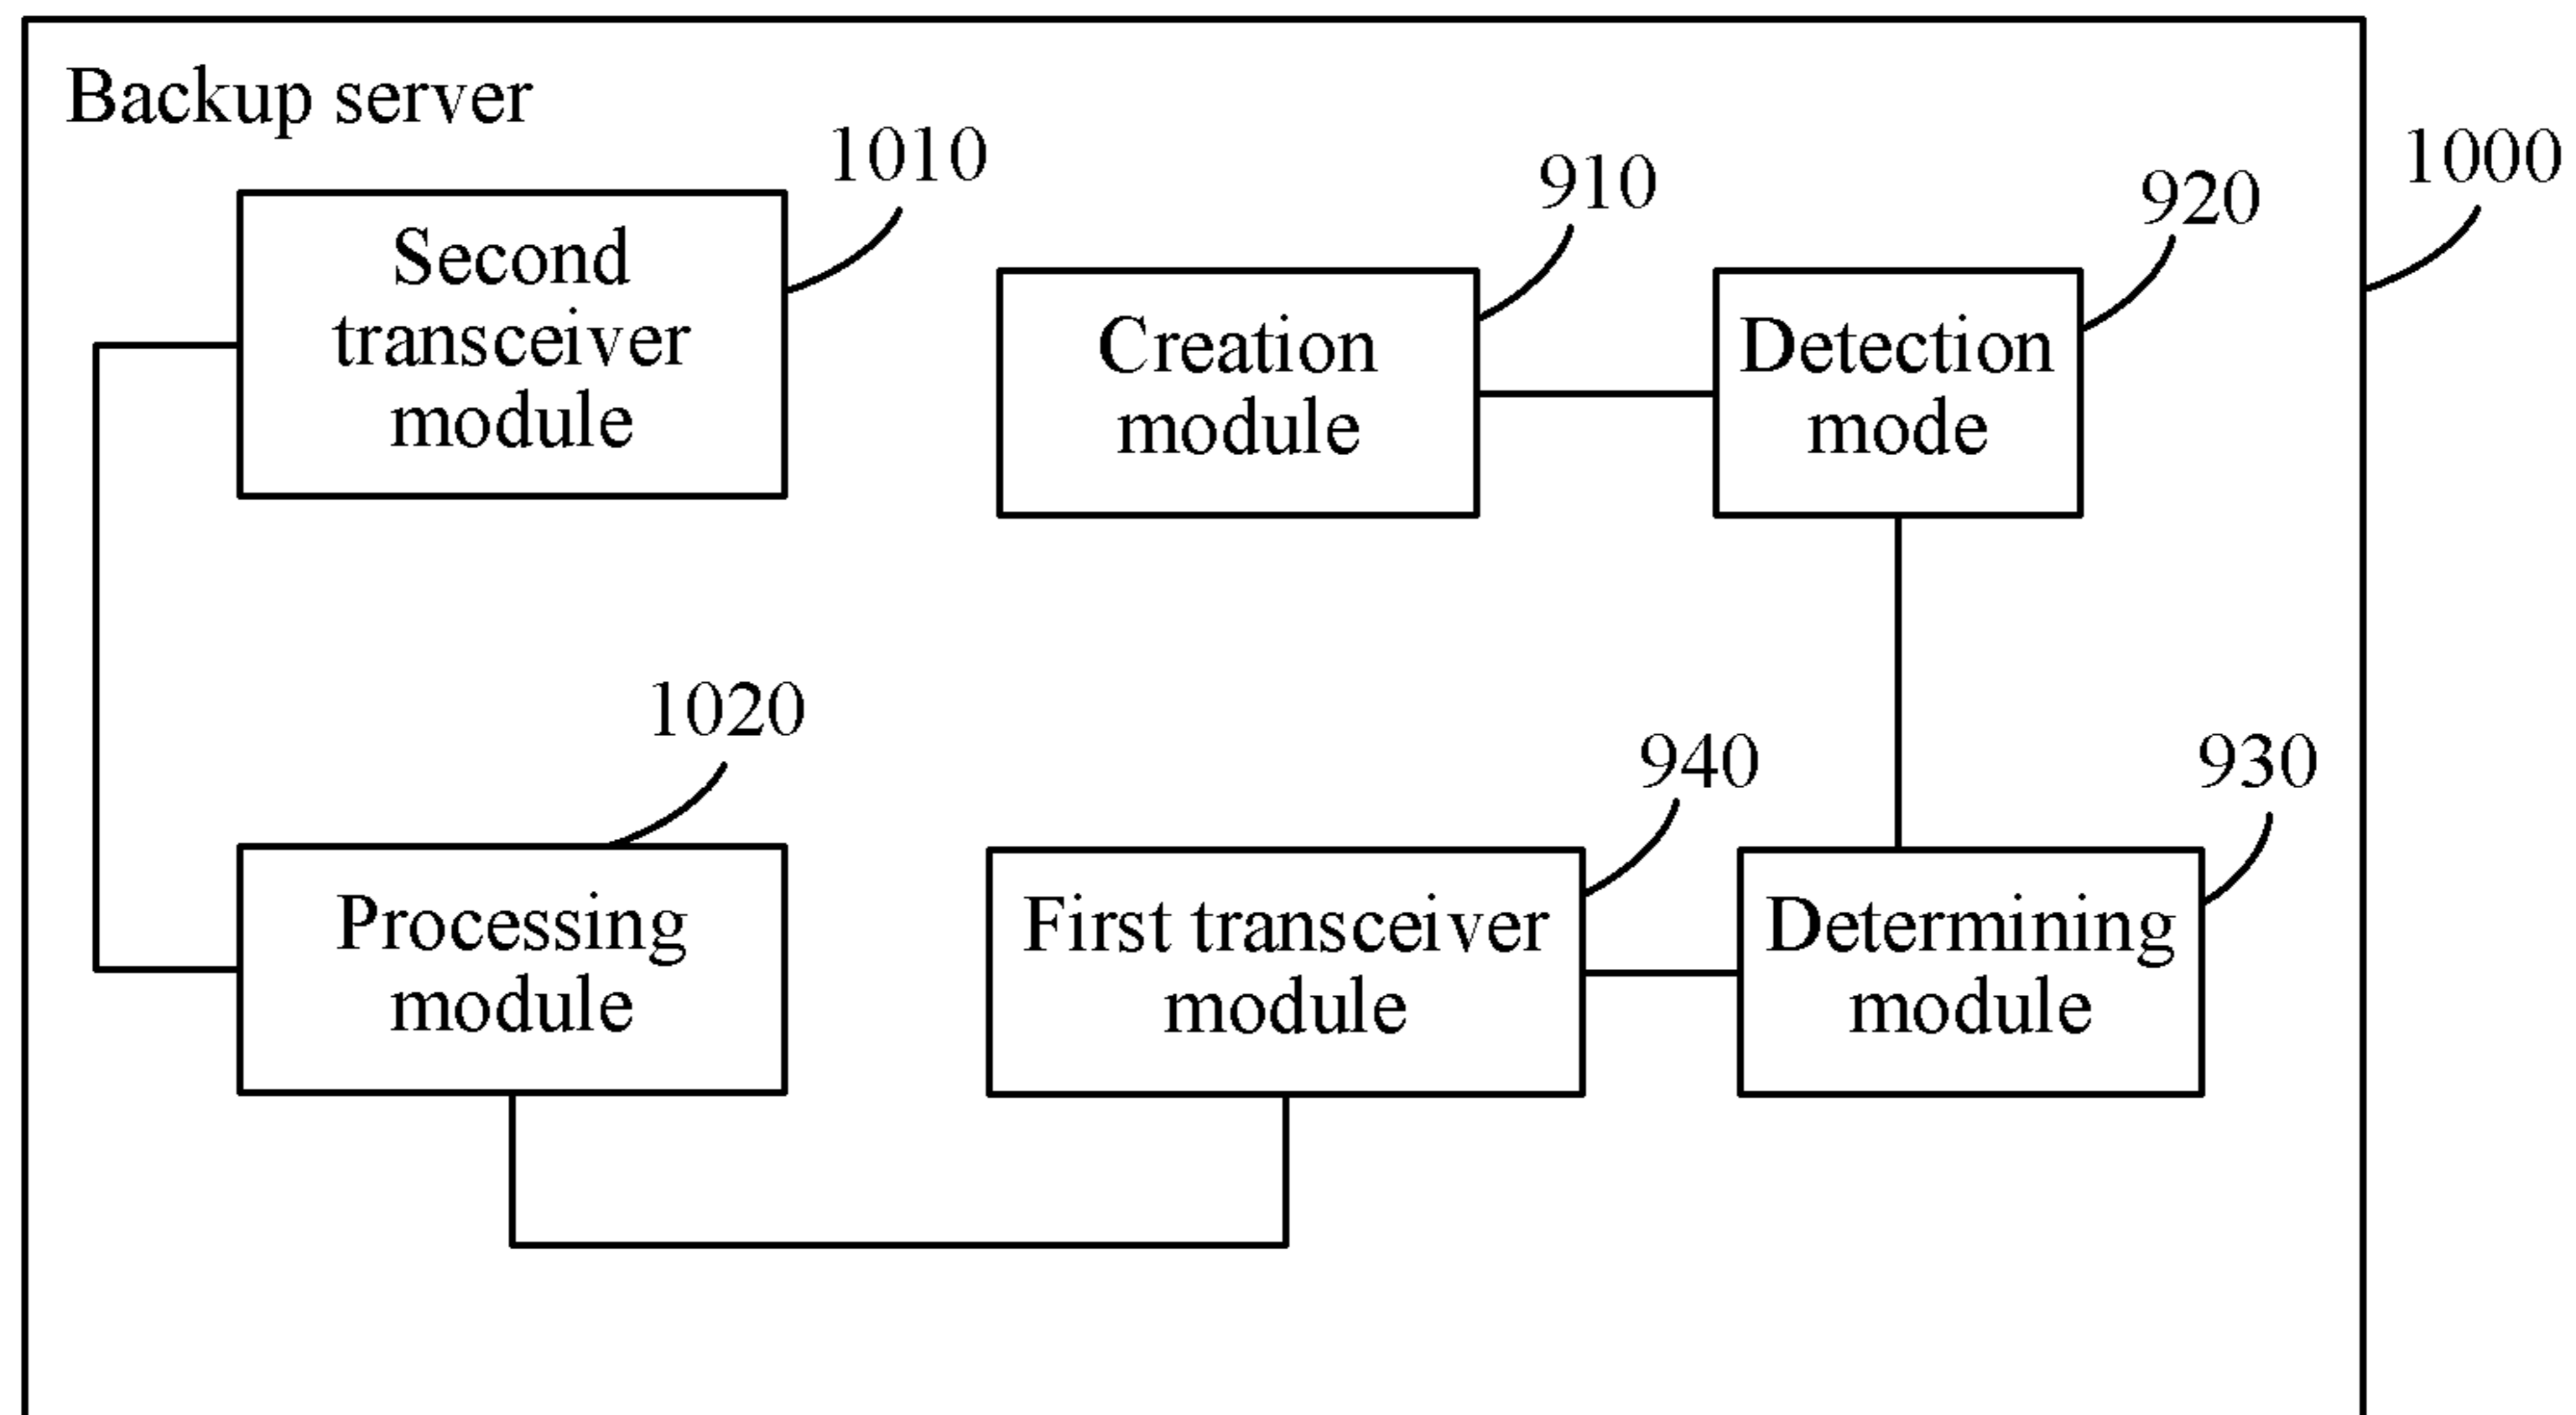 Backup server
1010
910
920
1000
Second
transceiver
module
Creation
module
Detection
mode
1020
940
930
Processing
module
First transceiver
module
Determining
module